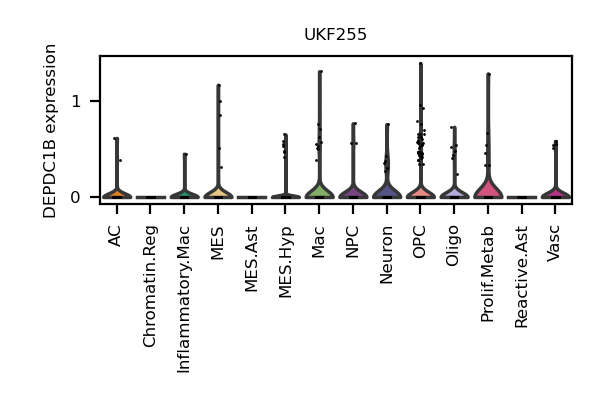 UKF255
DEPDC1B expression
1
0
AC
Chromatin.Reg
Inflammatory.Mac
MES
MES.Ast
MES.Hyp
Mac
NPC
Neuron
OPC
Oligo
Prolif.Metab
Reactive.Ast
Vasc